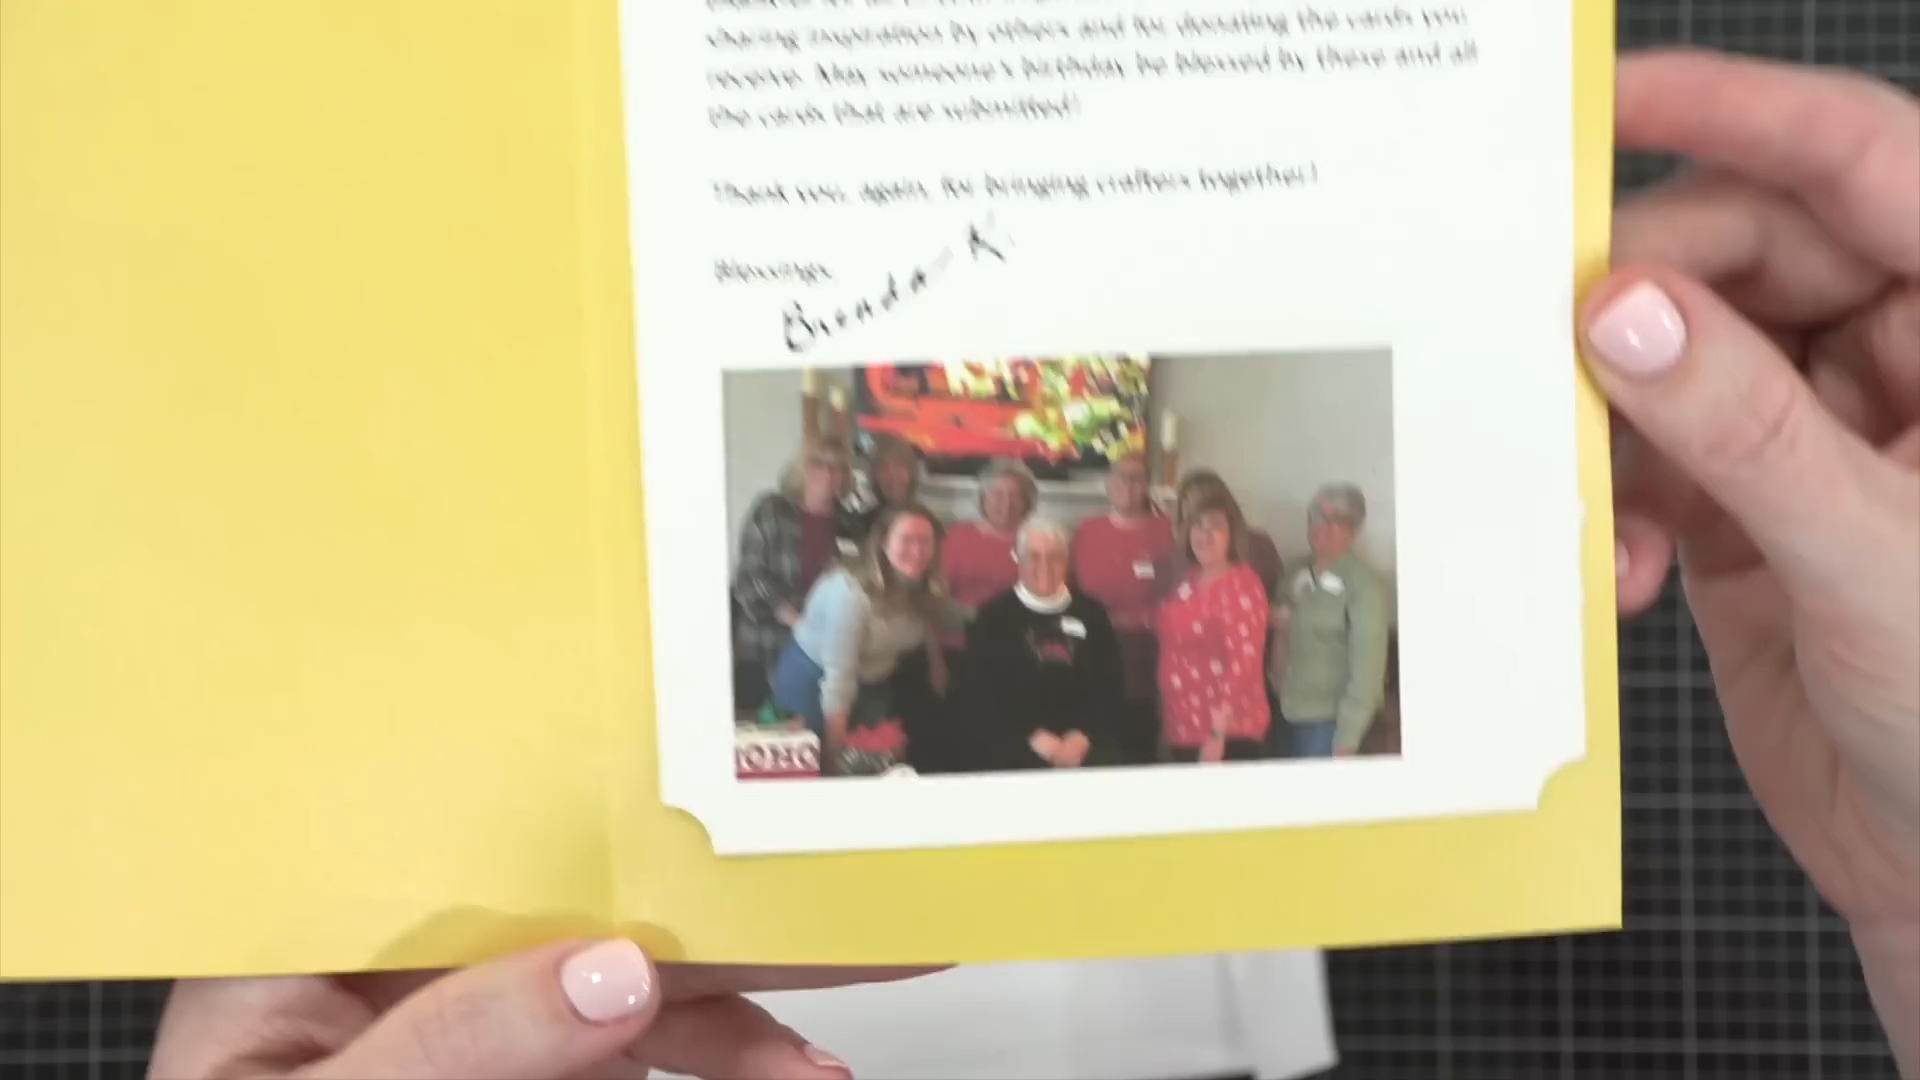 sharing inspiration by others and for donating the cards you
receive. May someone's birthday be blessed by these and all
the cards that are submitted!
Thank you, again, for bringing crafters together!
Blessings,
Brenda K.